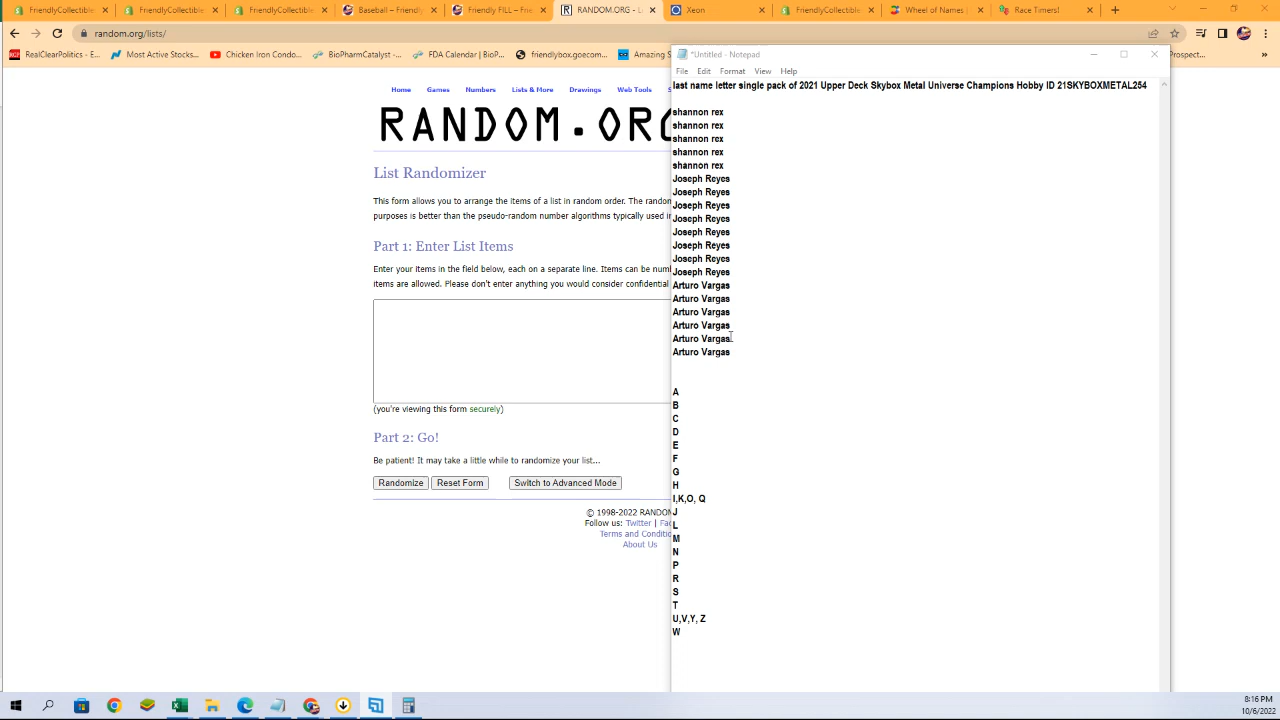 FriendlyCollectible
FriendlyCollectible
FriendlyCollectible
Baseball – Friendly
Friendly FILL – Frien
RANDOM.ORG - L
Xeon
FriendlyCollectible
Wheel of Names |
Race Timers!
random.org/lists/
RealClearPolitics - E...
Most Active Stocks...
Chicken Iron Condo...
BioPharmCatalyst -...
FDA Calendar | BioP...
friendlybox.goecom...
Amazing S
Prospect...
*Untitled - Notepad
File Edit Format View Help
last name letter single pack of 2021 Upper Deck Skybox Metal Universe Champions Hobby ID 21SKYBOXMETAL254
shannon rex
shannon rex
shannon rex
shannon rex
shannon rex
Joseph Reyes
Joseph Reyes
Joseph Reyes
Joseph Reyes
Joseph Reyes
Joseph Reyes
Joseph Reyes
Joseph Reyes
Arturo Vargas
Arturo Vargas
Arturo Vargas
Arturo Vargas
Arturo Vargas
Arturo Vargas
A
B
C
D
E
F
G
H
I,K,O, Q
J
L
M
N
P
R
S
T
U,V,Y, Z
W
Home Games Numbers Lists & More Drawings Web Tools
RANDOM.ORG
List Randomizer
This form allows you to arrange the items of a list in random order. The random
purposes is better than the pseudo-random number algorithms typically used i
Part 1: Enter List Items
Enter your items in the field below, each on a separate line. Items can be num
items are allowed. Please don't enter anything you would consider confidential
(you're viewing this form securely)
Part 2: Go!
Be patient! It may take a little while to randomize your list...
Randomize Reset Form Switch to Advanced Mode
© 1998-2022 RANDO
Follow us: Twitter | Fac
Terms and Conditio
About Us
8:16 PM
10/6/2022